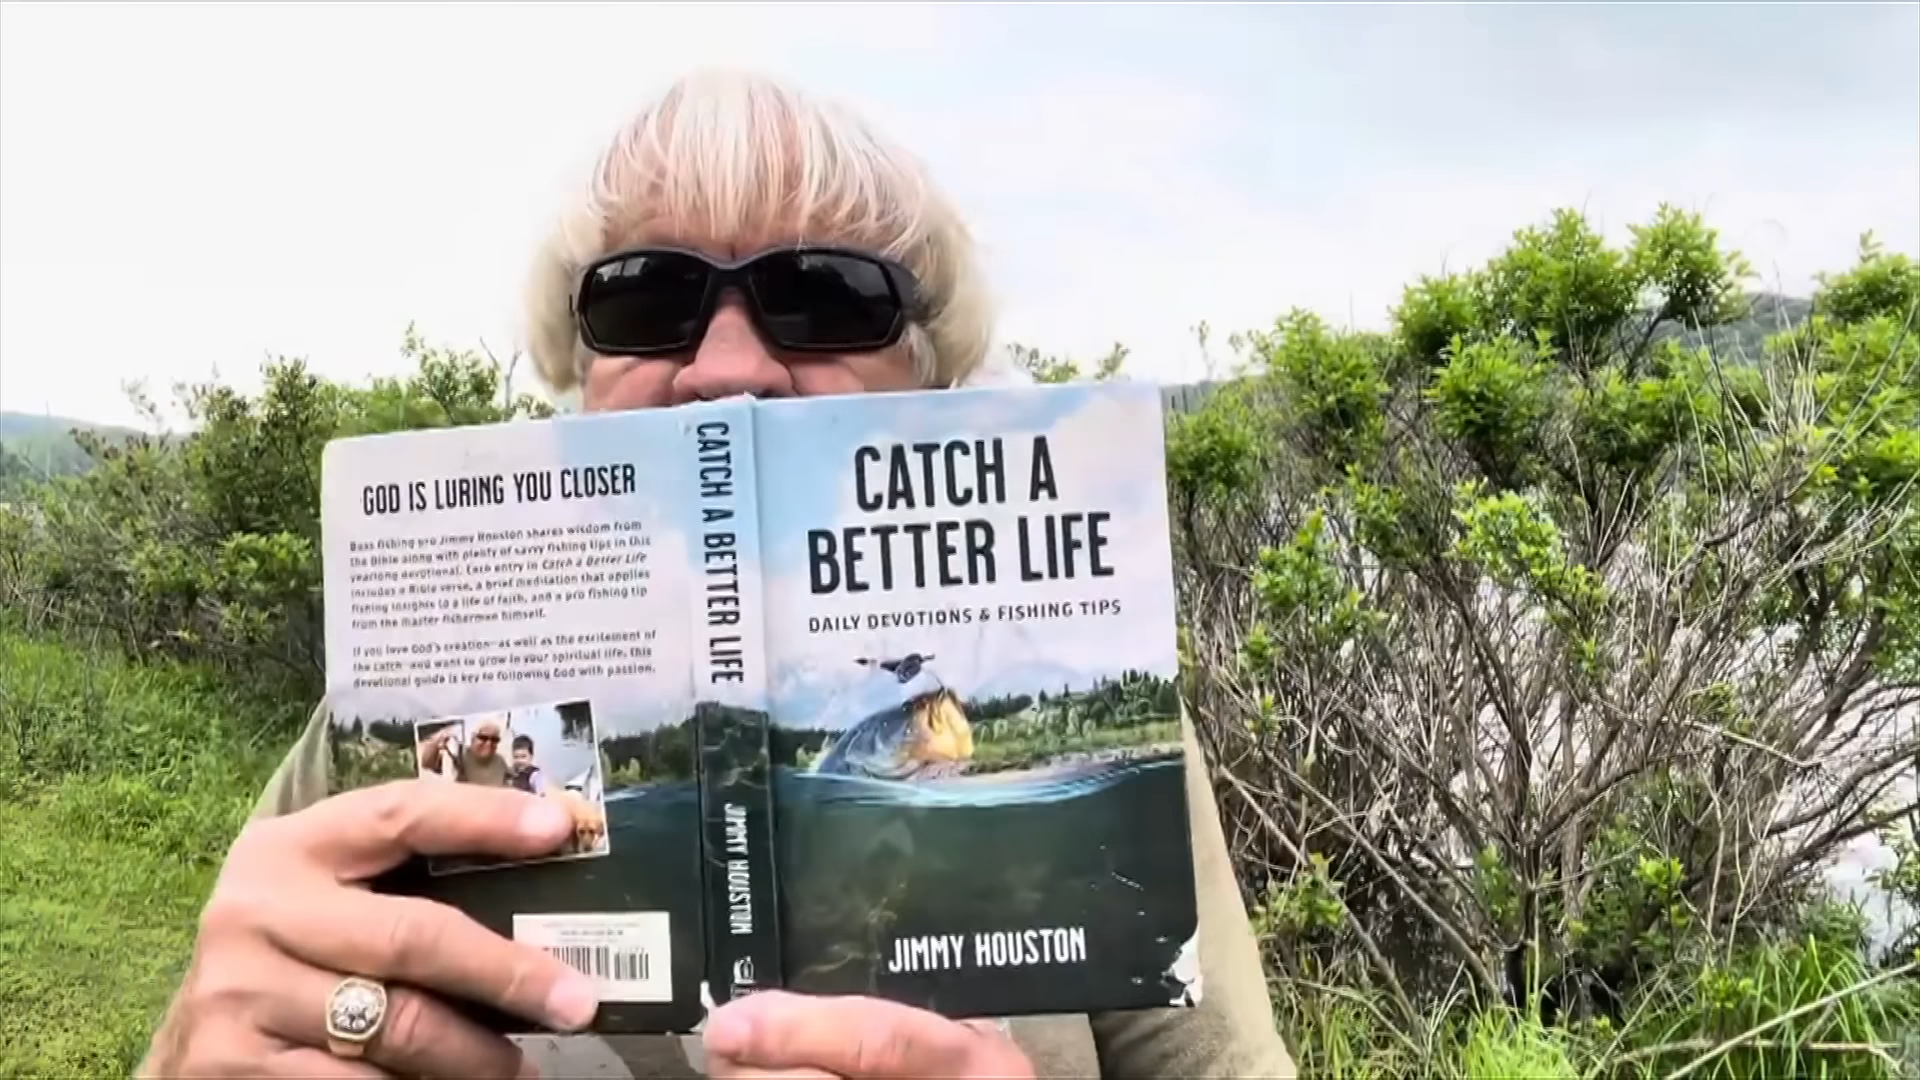 GOD IS LURING YOU CLOSER
Bass fishing pro Jimmy Houston shares wisdom from
the Bible along with plenty of savvy fishing tips in this
yearlong devotional. Each entry in Catch a Better Life
includes a Bible verse, a brief meditation that applies
fishing insights to a life of faith, and a pro fishing tip
from the master fisherman himself.
If you love God's creation—as well as the excitement of
the catch—and want to grow in your spiritual life, this
devotional guide is key to following God with passion.
CATCH A BETTER LIFE
JIMMY HOUSTON
CATCH A
BETTER LIFE
DAILY DEVOTIONS & FISHING TIPS
JIMMY HOUSTON